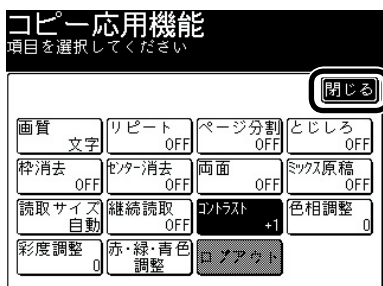 コピー応用機能
項目を選択してください
閉じる
画質
文字
リピート
OFF
ページ分割
OFF
とじしろ
OFF
枠消去
OFF
センター消去
OFF
両面
OFF
ミックス原稿
OFF
読取サイズ
自動
継続読取
OFF
コントラスト
+1
色相調整
0
彩度調整
0
赤・緑・青色
調整
ログアウト